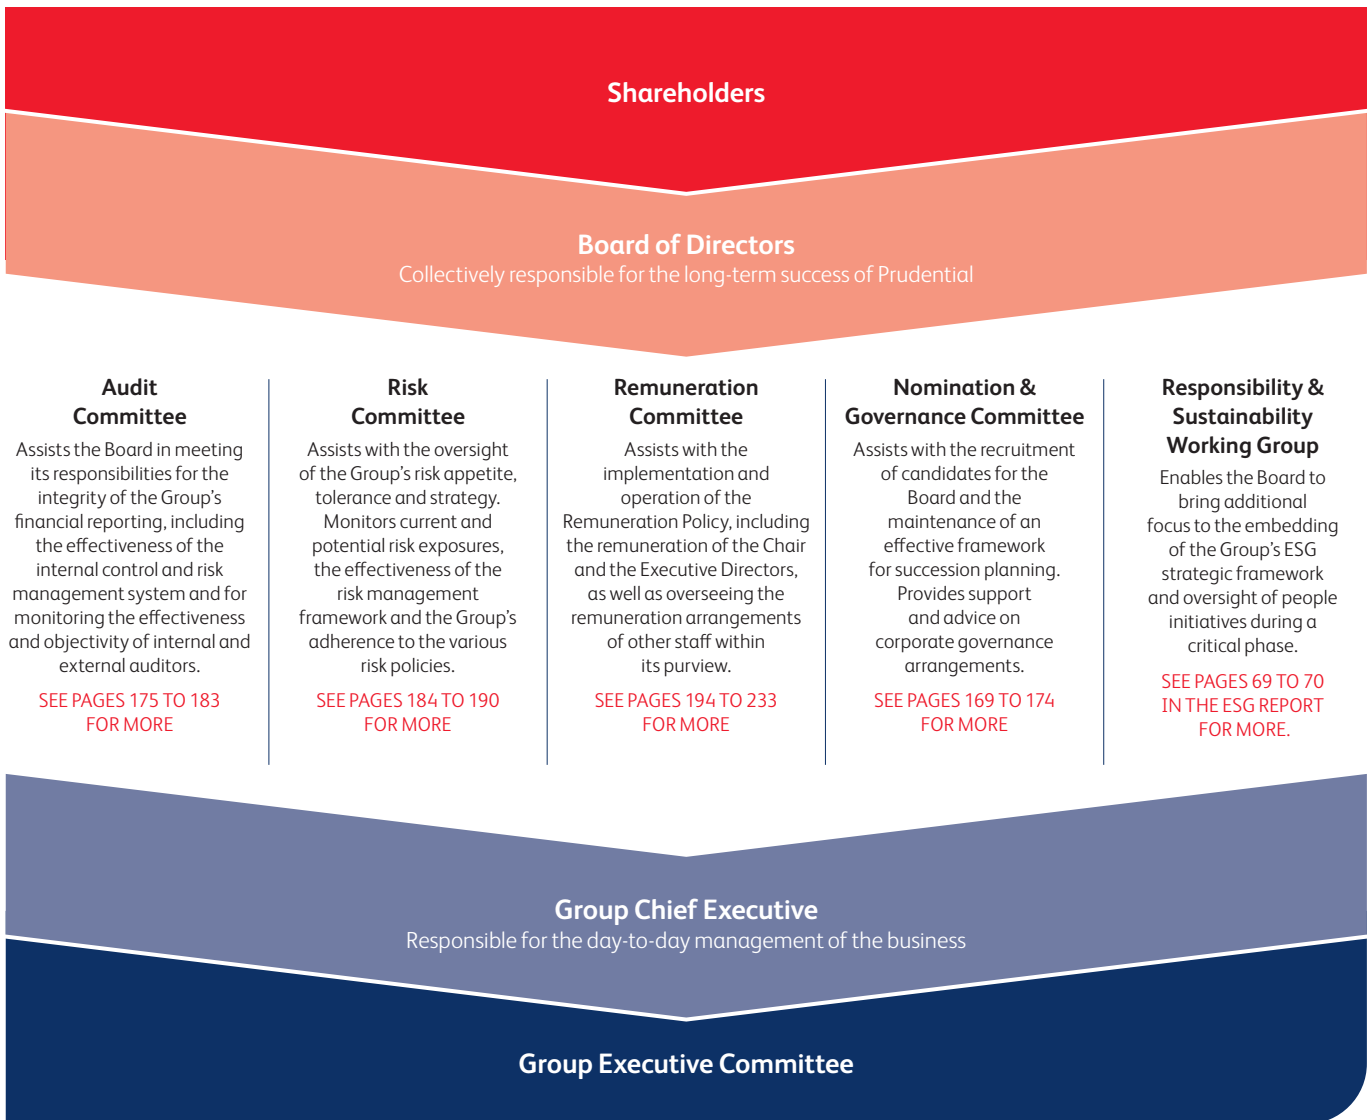 Shareholders
Board of Directors
Collectively responsible for the long-term success of Prudential
Audit
Committee
Assists the Board in meeting
its responsibilities for the
integrity of the Group’s
financial reporting, including
the effectiveness of the
internal control and risk
management system and for
monitoring the effectiveness
and objectivity of internal and
external auditors.
SEE PAGES 175 TO 183
FOR MORE
Risk
Committee
Assists with the oversight
of the Group’s risk appetite,
tolerance and strategy.
Monitors current and
potential risk exposures,
the effectiveness of the
risk management
framework and the Group’s
adherence to the various
risk policies.
SEE PAGES 184 TO 190
FOR MORE
Remuneration
Committee
Assists with the
implementation and
operation of the
Remuneration Policy, including
the remuneration of the Chair
and the Executive Directors,
as well as overseeing the
remuneration arrangements
of other staff within
its purview.
SEE PAGES 194 TO 233
FOR MORE
Nomination &
Governance Committee
Assists with the recruitment
of candidates for the
Board and the
maintenance of an
effective framework
for succession planning.
Provides support
and advice on
corporate governance
arrangements.
SEE PAGES 169 TO 174
FOR MORE
Responsibility &
Sustainability
Working Group
Enables the Board to
bring additional
focus to the embedding
of the Group’s ESG
strategic framework
and oversight of people
initiatives during a
critical phase.
SEE PAGES 69 TO 70
IN THE ESG REPORT
FOR MORE.
Group Chief Executive
Responsible for the day-to-day management of the business
Group Executive Committee